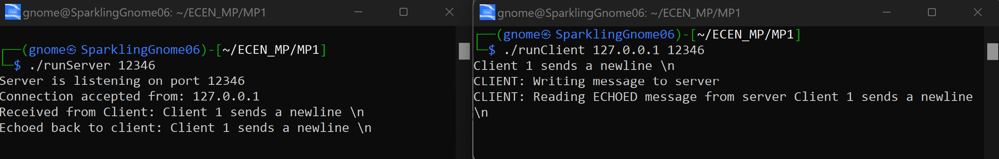 gnome@SparklingGnome06: ~/ECEN_MP/MP1
(gnome㉿ SparklingGnome06)-[~/ECEN_MP/MP1]
$ ./runServer 12346
Server is listening on port 12346
Connection accepted from: 127.0.0.1
Received from Client: Client 1 sends a newline \n
Echoed back to client: Client 1 sends a newline \n
gnome@SparklingGnome06: ~/ECEN_MP/MP1
(gnome㉿ SparklingGnome06)-[~/ECEN_MP/MP1]
$ ./runClient 127.0.0.1 12346
Client 1 sends a newline \n
CLIENT: Writing message to server
CLIENT: Reading ECHOED message from server Client 1 sends a newline
\n